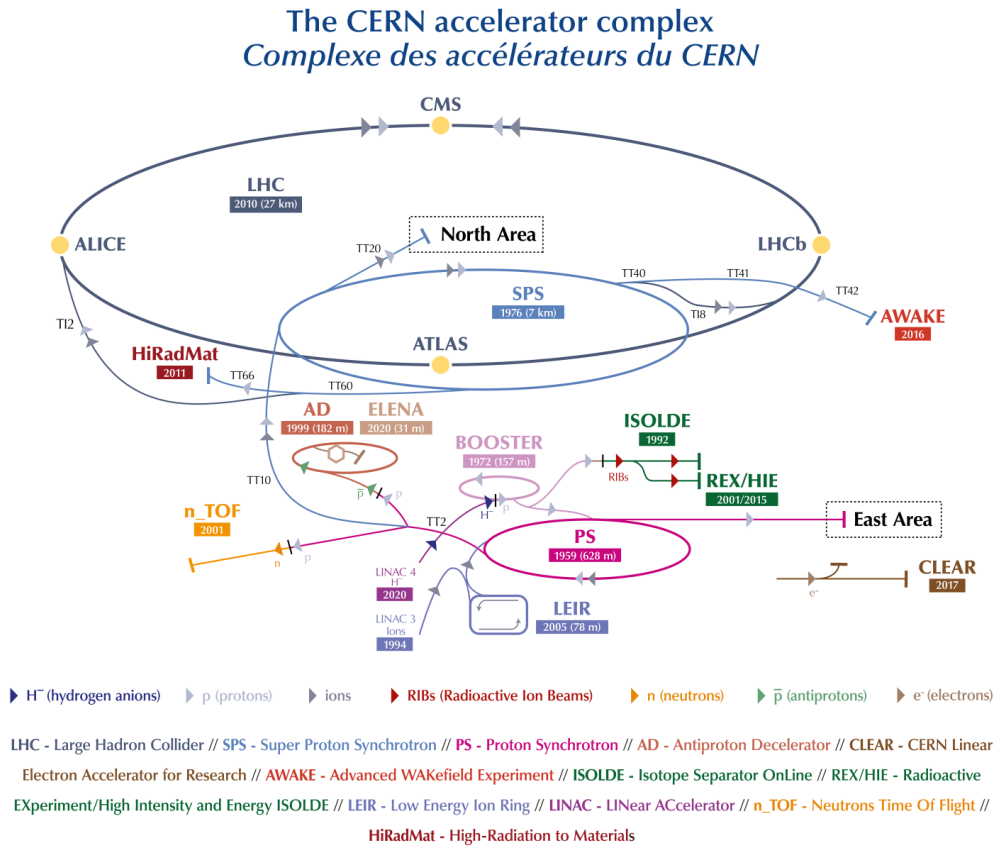 The CERN accelerator complex
Complexe des accélérateurs du CERN
CMS
LHC
2010 (27 km)
North Area
TT20
ALICE
LHCb
TT40
TT41
TT42
SPS
1976 (7 km)
TI8
AWAKE
2016
TI2
ATLAS
HiRadMat
2011
TT66
TT60
AD
1999 (182 m)
ELENA
2020 (31 m)
ISOLDE
1992
BOOSTER
1972 (157 m)
RIBs
REX/HIE
2001/2015
p̅
p
TT10
H⁻
p
n_TOF
2001
TT2
East Area
PS
1959 (628 m)
n
p
LINAC 4
H⁻
2020
CLEAR
2017
e⁻
LINAC 3
Ions
1994
LEIR
2005 (78 m)
H⁻ (hydrogen anions)
p (protons)
ions
RIBs (Radioactive Ion Beams)
n (neutrons)
p̅ (antiprotons)
e⁻ (electrons)
LHC - Large Hadron Collider // SPS - Super Proton Synchrotron // PS - Proton Synchrotron // AD - Antiproton Decelerator // CLEAR - CERN Linear
Electron Accelerator for Research // AWAKE - Advanced WAKefield Experiment // ISOLDE - Isotope Separator OnLine // REX/HIE - Radioactive
EXperiment/High Intensity and Energy ISOLDE // LEIR - Low Energy Ion Ring // LINAC - LINear ACcelerator // n_TOF - Neutrons Time Of Flight //
HiRadMat - High-Radiation to Materials